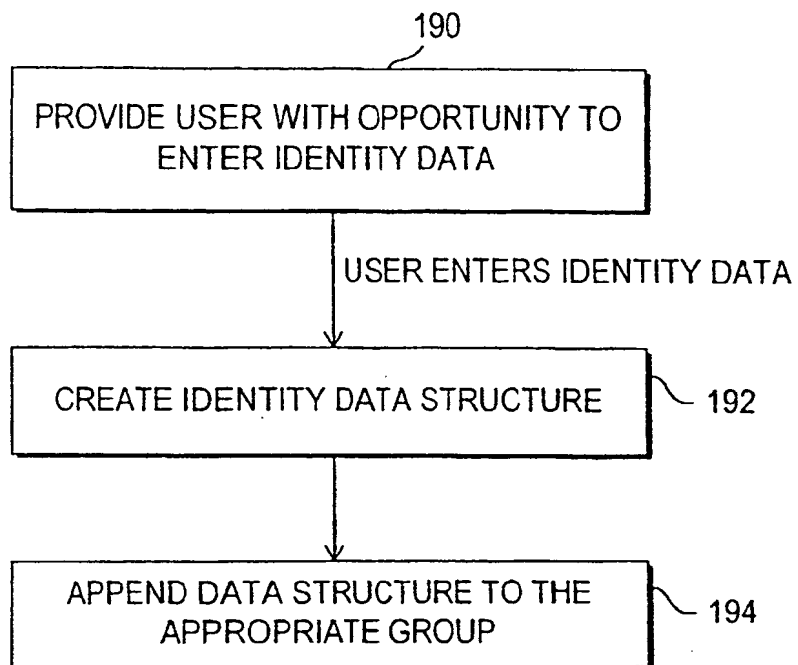 190
PROVIDE USER WITH OPPORTUNITY TO
ENTER IDENTITY DATA
USER ENTERS IDENTITY DATA
CREATE IDENTITY DATA STRUCTURE
192
APPEND DATA STRUCTURE TO THE
APPROPRIATE GROUP
194